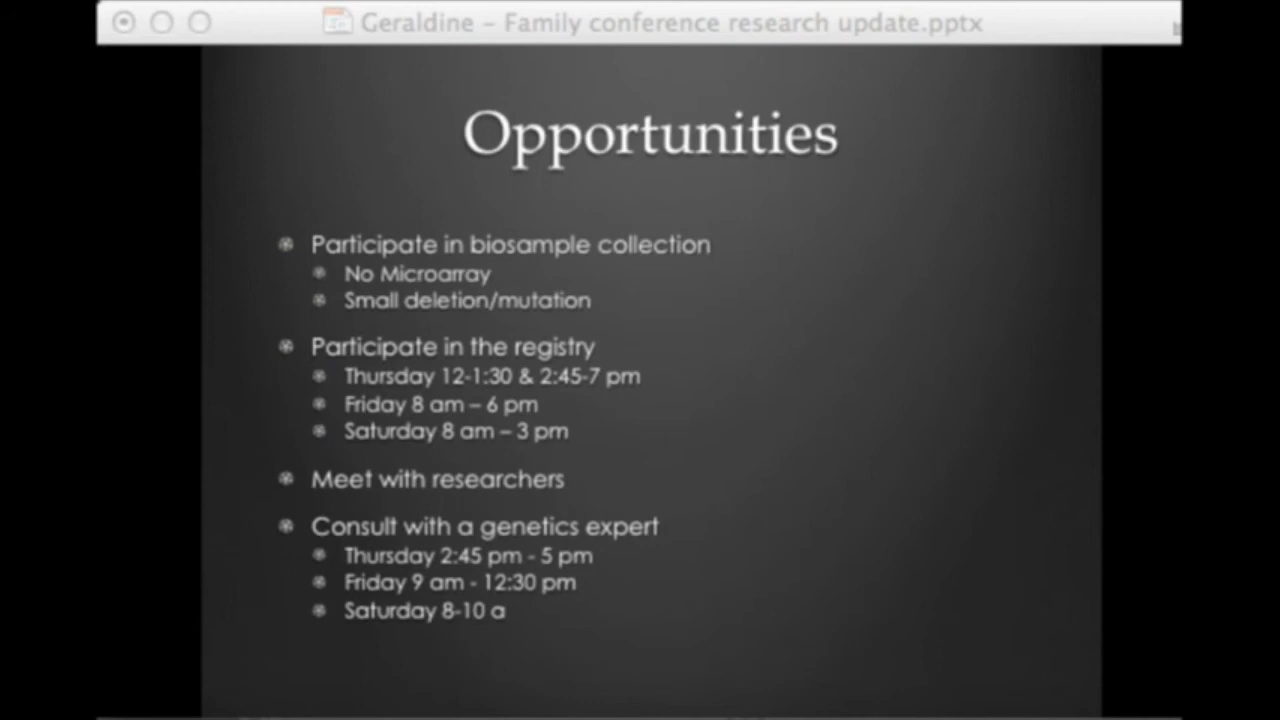 Geraldine – Family conference research update.pptx
Opportunities
Participate in biosample collection
No Microarray
Small deletion/mutation
Participate in the registry
Thursday 12-1:30 & 2:45-7 pm
Friday 8 am – 6 pm
Saturday 8 am – 3 pm
Meet with researchers
Consult with a genetics expert
Thursday 2:45 pm - 5 pm
Friday 9 am - 12:30 pm
Saturday 8-10 a